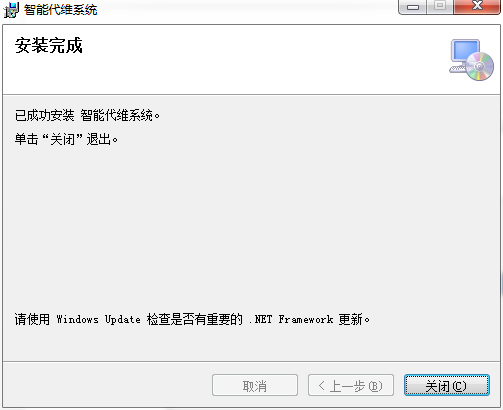 智能代维系统
安装完成
已成功安装 智能代维系统。
单击“关闭”退出。
请使用 Windows Update 检查是否有重要的 .NET Framework 更新。
取消
< 上一步(B)
关闭(C)